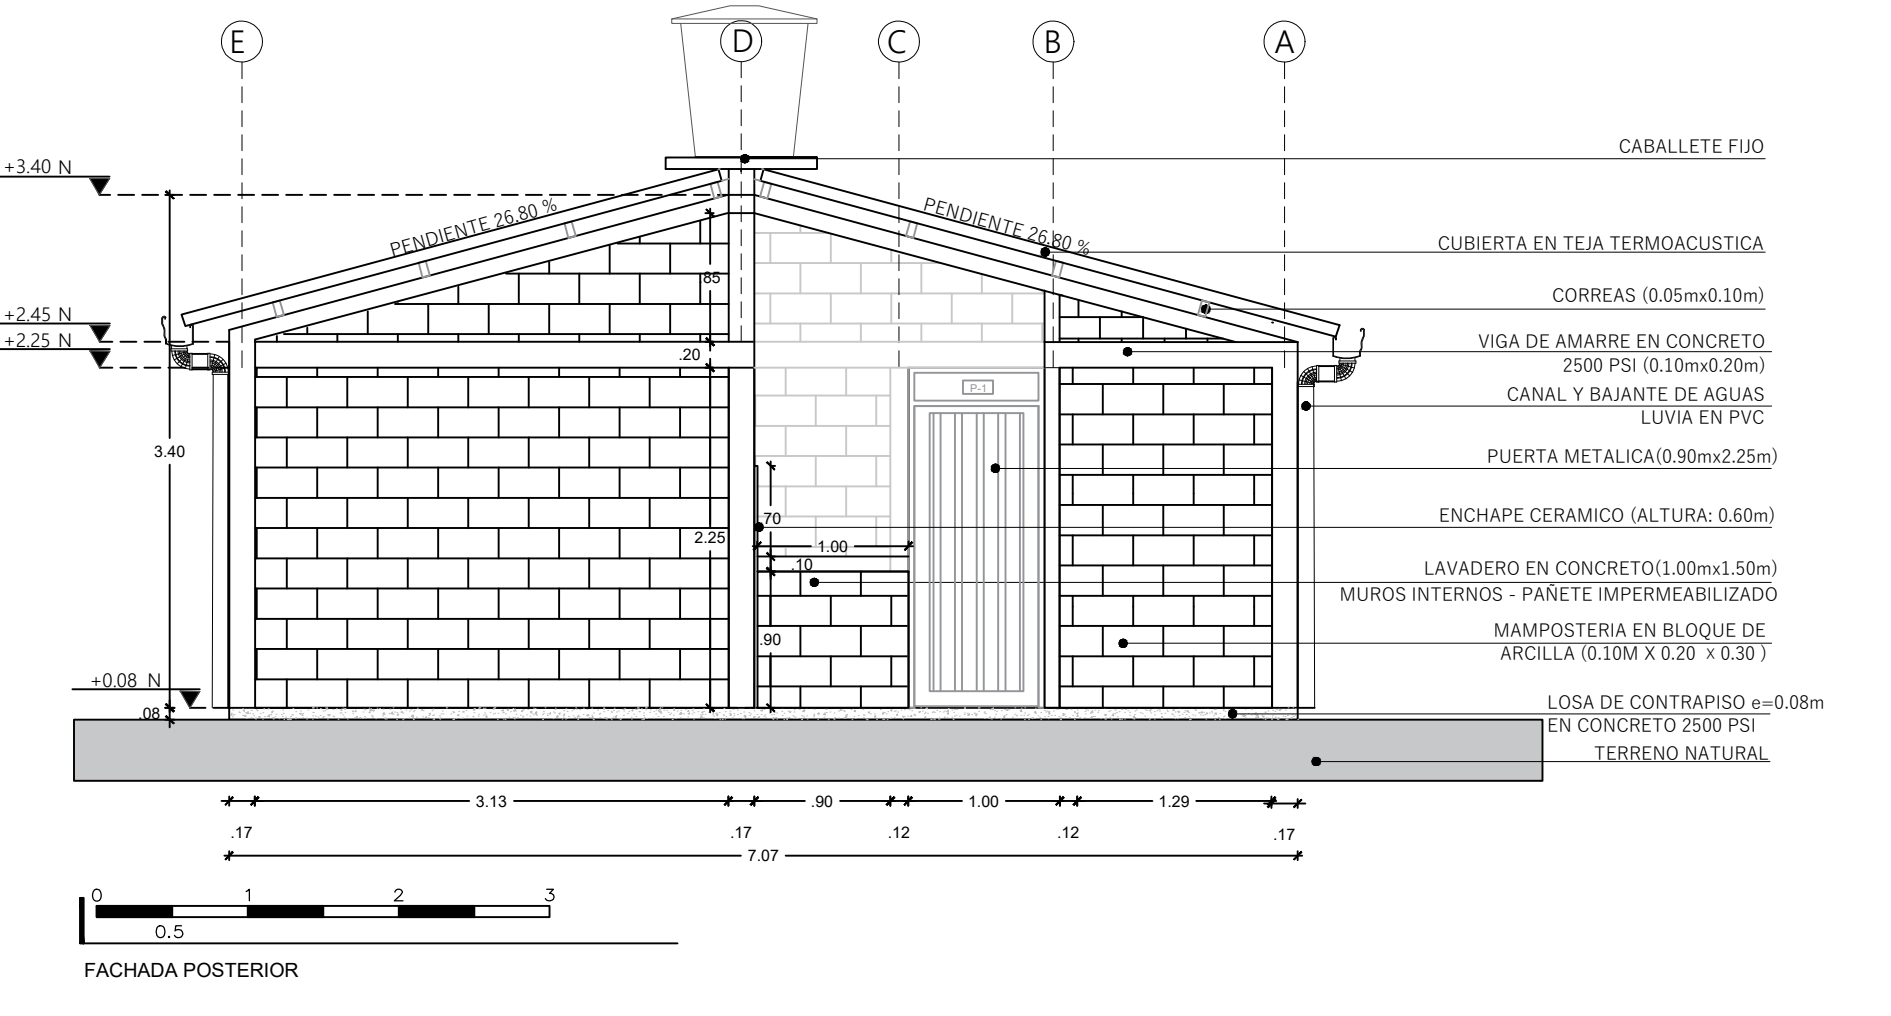 E
D
C
B
A
CABALLETE FIJO
+3.40 N
PENDIENTE 26.80 %
PENDIENTE 26.80 %
CUBIERTA EN TEJA TERMOACUSTICA
.85
CORREAS (0.05mx0.10m)
+2.45 N
+2.25 N
VIGA DE AMARRE EN CONCRETO
2500 PSI (0.10mx0.20m)
.20
P-1
CANAL Y BAJANTE DE AGUAS
LUVIA EN PVC
3.40
PUERTA METALICA(0.90mx2.25m)
.70
ENCHAPE CERAMICO (ALTURA: 0.60m)
2.25
1.00
.10
LAVADERO EN CONCRETO(1.00mx1.50m)
MUROS INTERNOS - PAÑETE IMPERMEABILIZADO
.90
MAMPOSTERIA EN BLOQUE DE
ARCILLA (0.10M X 0.20 x 0.30 )
+0.08 N
.08
LOSA DE CONTRAPISO e=0.08m
EN CONCRETO 2500 PSI
TERRENO NATURAL
3.13
.90
1.00
1.29
.17
.17
.12
.12
.17
7.07
0
1
2
3
0.5
FACHADA POSTERIOR